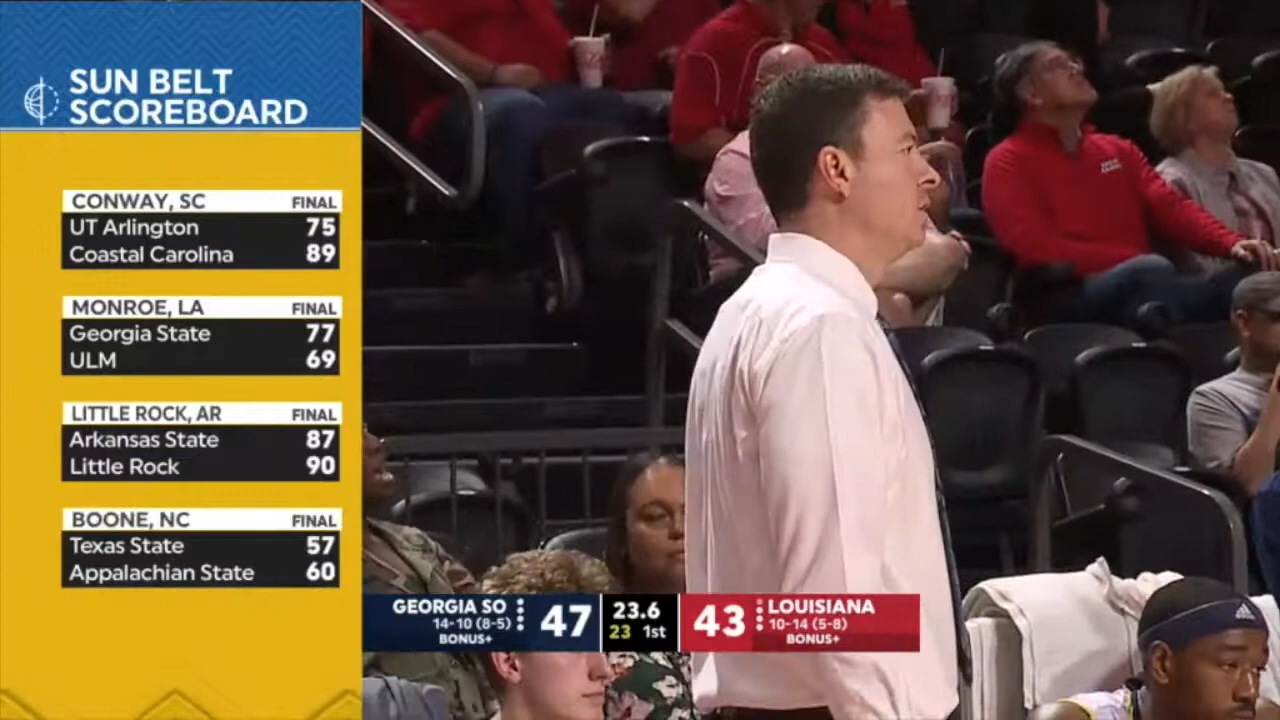 SUN BELT
SCOREBOARD
CONWAY, SC FINAL
UT Arlington 75
Coastal Carolina 89
MONROE, LA FINAL
Georgia State 77
ULM 69
LITTLE ROCK, AR FINAL
Arkansas State 87
Little Rock 90
BOONE, NC FINAL
Texas State 57
Appalachian State 60
GEORGIA SO 47 23.6 43 LOUISIANA
14-10 (8-5) 23 1st 10-14 (5-8)
BONUS+ BONUS+